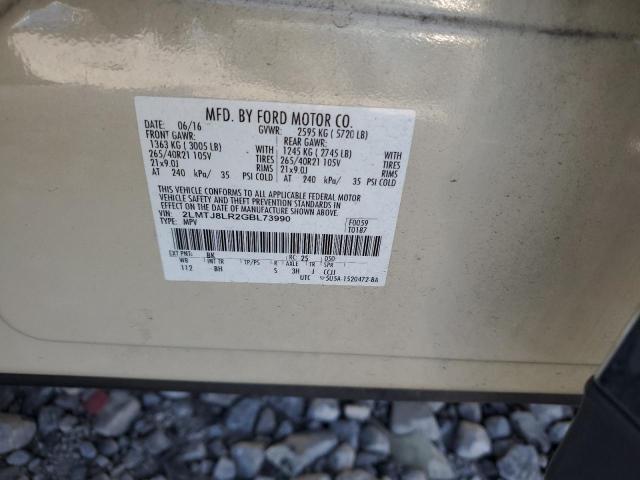 MFD. BY FORD MOTOR CO.
DATE: 06/16 GVWR: 2595 KG ( 5720 LB)
FRONT GAWR: REAR GAWR:
1363 KG ( 3005 LB) 1245 KG ( 2745 LB)
265/40R21 105V TIRES 265/40R21 105V TIRES
21x9.0J RIMS 21x9.0J RIMS
AT 240 kPa/ 35 PSI COLD AT 240 kPa/ 35 PSI COLD
THIS VEHICLE CONFORMS TO ALL APPLICABLE FEDERAL MOTOR
VEHICLE SAFETY AND THEFT PREVENTION STANDARDS IN
EFFECT ON THE DATE OF MANUFACTURE SHOWN ABOVE.
VIN: 2LMTJ8LR2GBL73990 F0059
TYPE: MPV T0187
EXT PNT: BK RC: 25 DSO:
WB INT TR TP/PS R AXLE TR SPR
112 BH S 3H J CCJJ
UTC 5U5A-1520472-BA